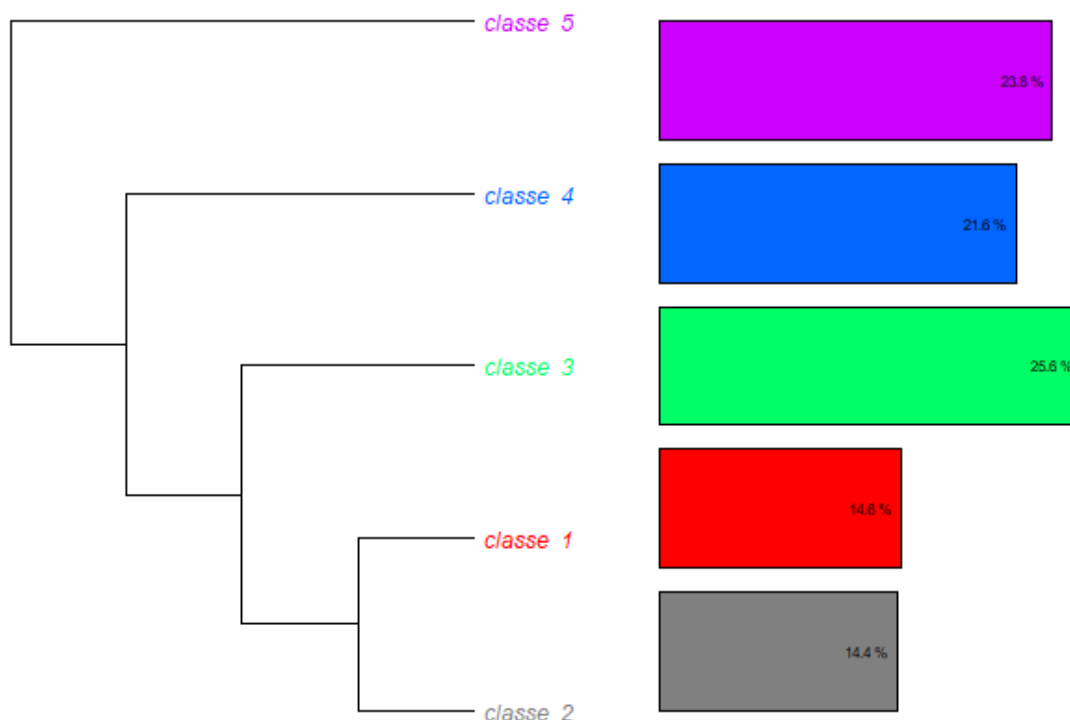 classe 5
23.8 %
classe 4
21.6 %
classe 3
25.6 %
classe 1
14.6 %
classe 2
14.4 %